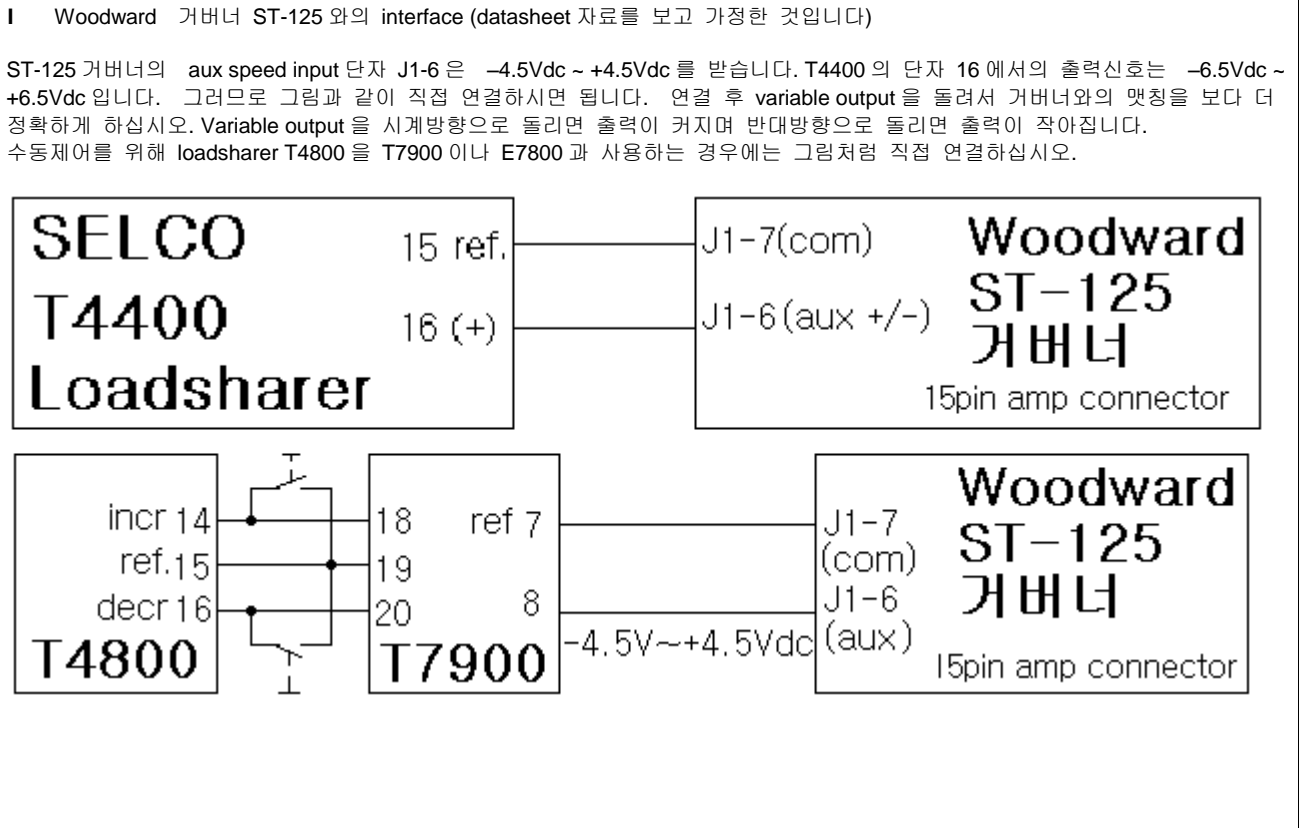 l Woodward 거버너 ST-125 와의 interface (datasheet 자료를 보고 가정한 것입니다)
ST-125 거버너의 aux speed input 단자 J1-6 은 –4.5Vdc ~ +4.5Vdc 를 받습니다. T4400 의 단자 16 에서의 출력신호는 –6.5Vdc ~
+6.5Vdc 입니다. 그러므로 그림과 같이 직접 연결하시면 됩니다. 연결 후 variable output 을 돌려서 거버너와의 맷칭을 보다 더
정확하게 하십시오. Variable output 을 시계방향으로 돌리면 출력이 커지며 반대방향으로 돌리면 출력이 작아집니다.
수동제어를 위해 loadsharer T4800 을 T7900 이나 E7800 과 사용하는 경우에는 그림처럼 직접 연결하십시오.
SELCO
T4400
Loadsharer
15 ref.
16 (+)
J1-7(com)
J1-6(aux +/-)
Woodward
ST-125
거버너
15pin amp connector
incr 14
ref.15
decr 16
T4800
18
19
20
ref 7
8
T7900
-4.5V~+4.5Vdc
J1-7
(com)
J1-6
(aux)
Woodward
ST-125
거버너
15pin amp connector